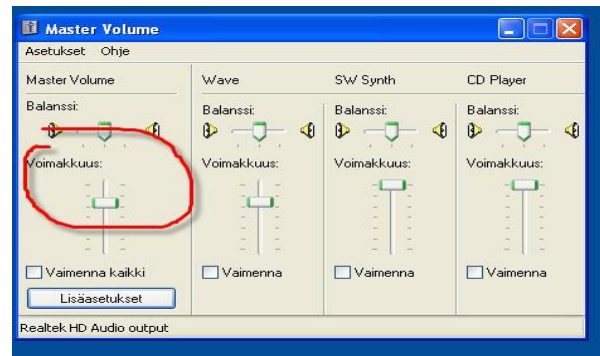 Master Volume
Asetukset Ohje
Master Volume
Balanssi:
Voimakkuus:
Vaimenna kaikki
Lisäasetukset
Wave
Balanssi:
Voimakkuus:
Vaimenna
SW Synth
Balanssi:
Voimakkuus:
Vaimenna
CD Player
Balanssi:
Voimakkuus:
Vaimenna
Realtek HD Audio output